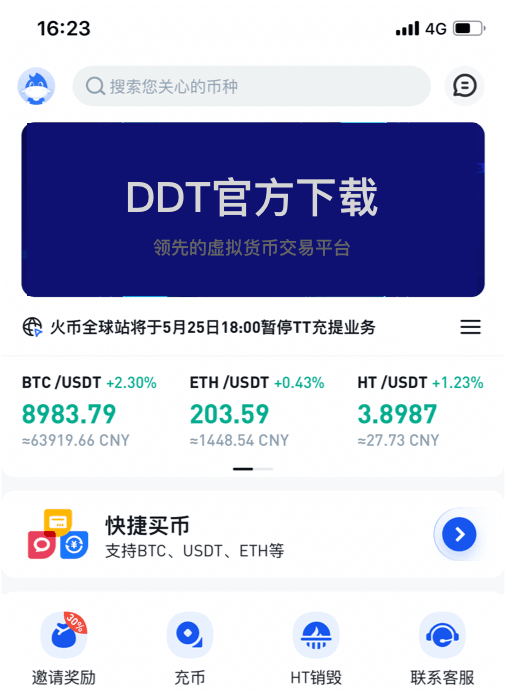 16:23
4G
搜索您关心的币种
DDT官方下载
领先的虚拟货币交易平台
火币全球站将于5月25日18:00暂停TT充提业务
BTC /USDT +2.30% ETH /USDT +0.43% HT /USDT +1.23%
8983.79 203.59 3.8987
≈63919.66 CNY ≈1448.54 CNY ≈27.73 CNY
快捷买币
支持BTC、USDT、ETH等
30%
邀请奖励 充币 HT销毁 联系客服